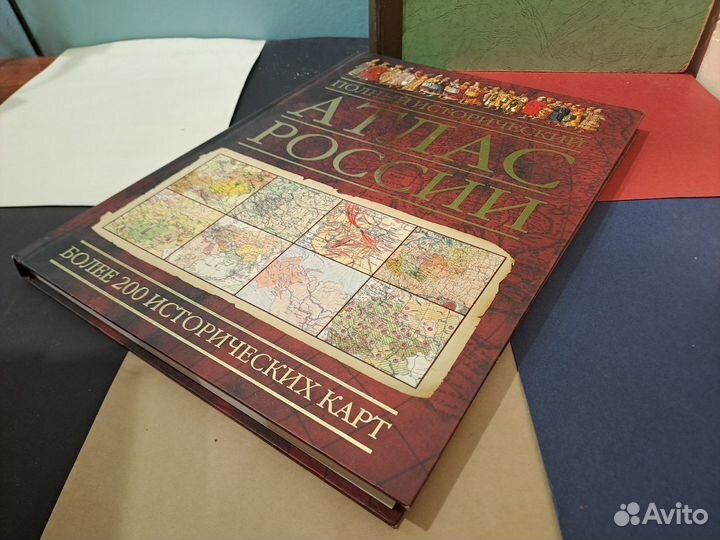 ПОЛНЫЙ ИСТОРИЧЕСКИЙ
АТЛАС
РОССИИ
БОЛЕЕ 200 ИСТОРИЧЕСКИХ КАРТ
Avito